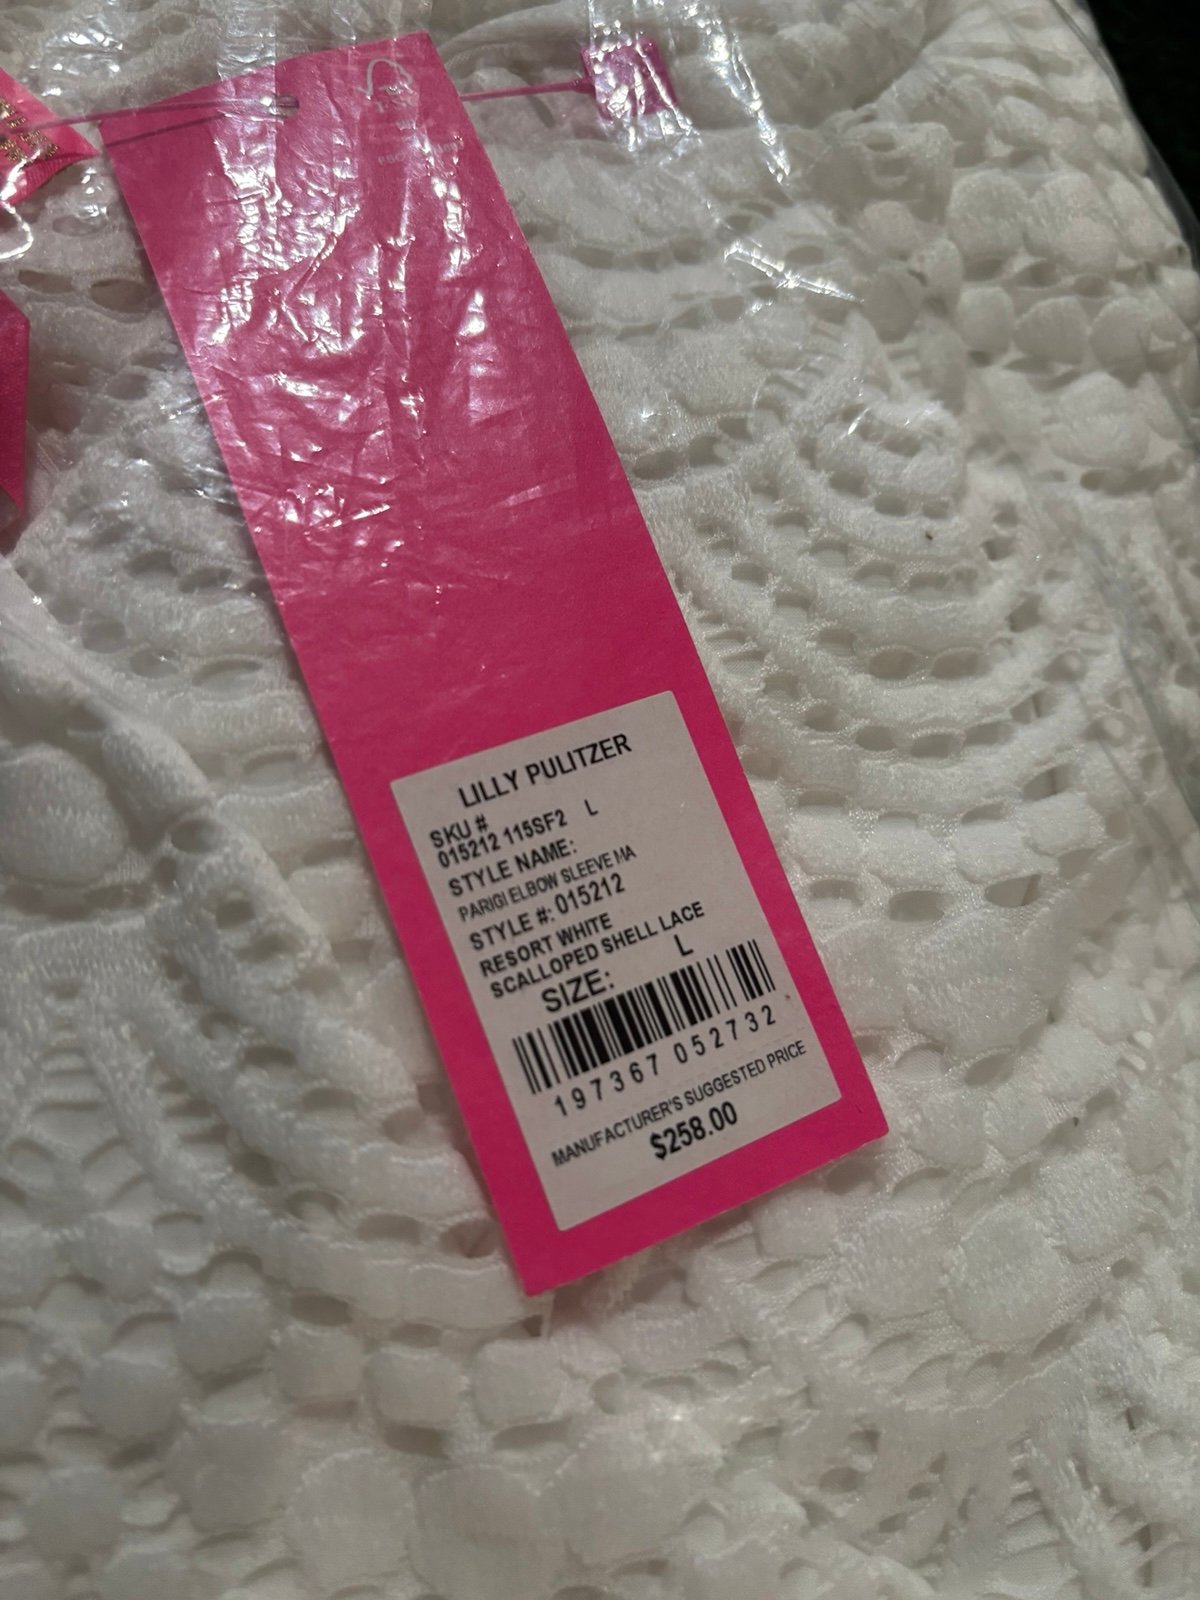 LILLY PULITZER
SKU #
015212 115SF2 L
STYLE NAME:
PARIGI ELBOW SLEEVE MA
STYLE #: 015212
RESORT WHITE
SCALLOPED SHELL LACE
SIZE: L
197367 052732
MANUFACTURER'S SUGGESTED PRICE
$258.00